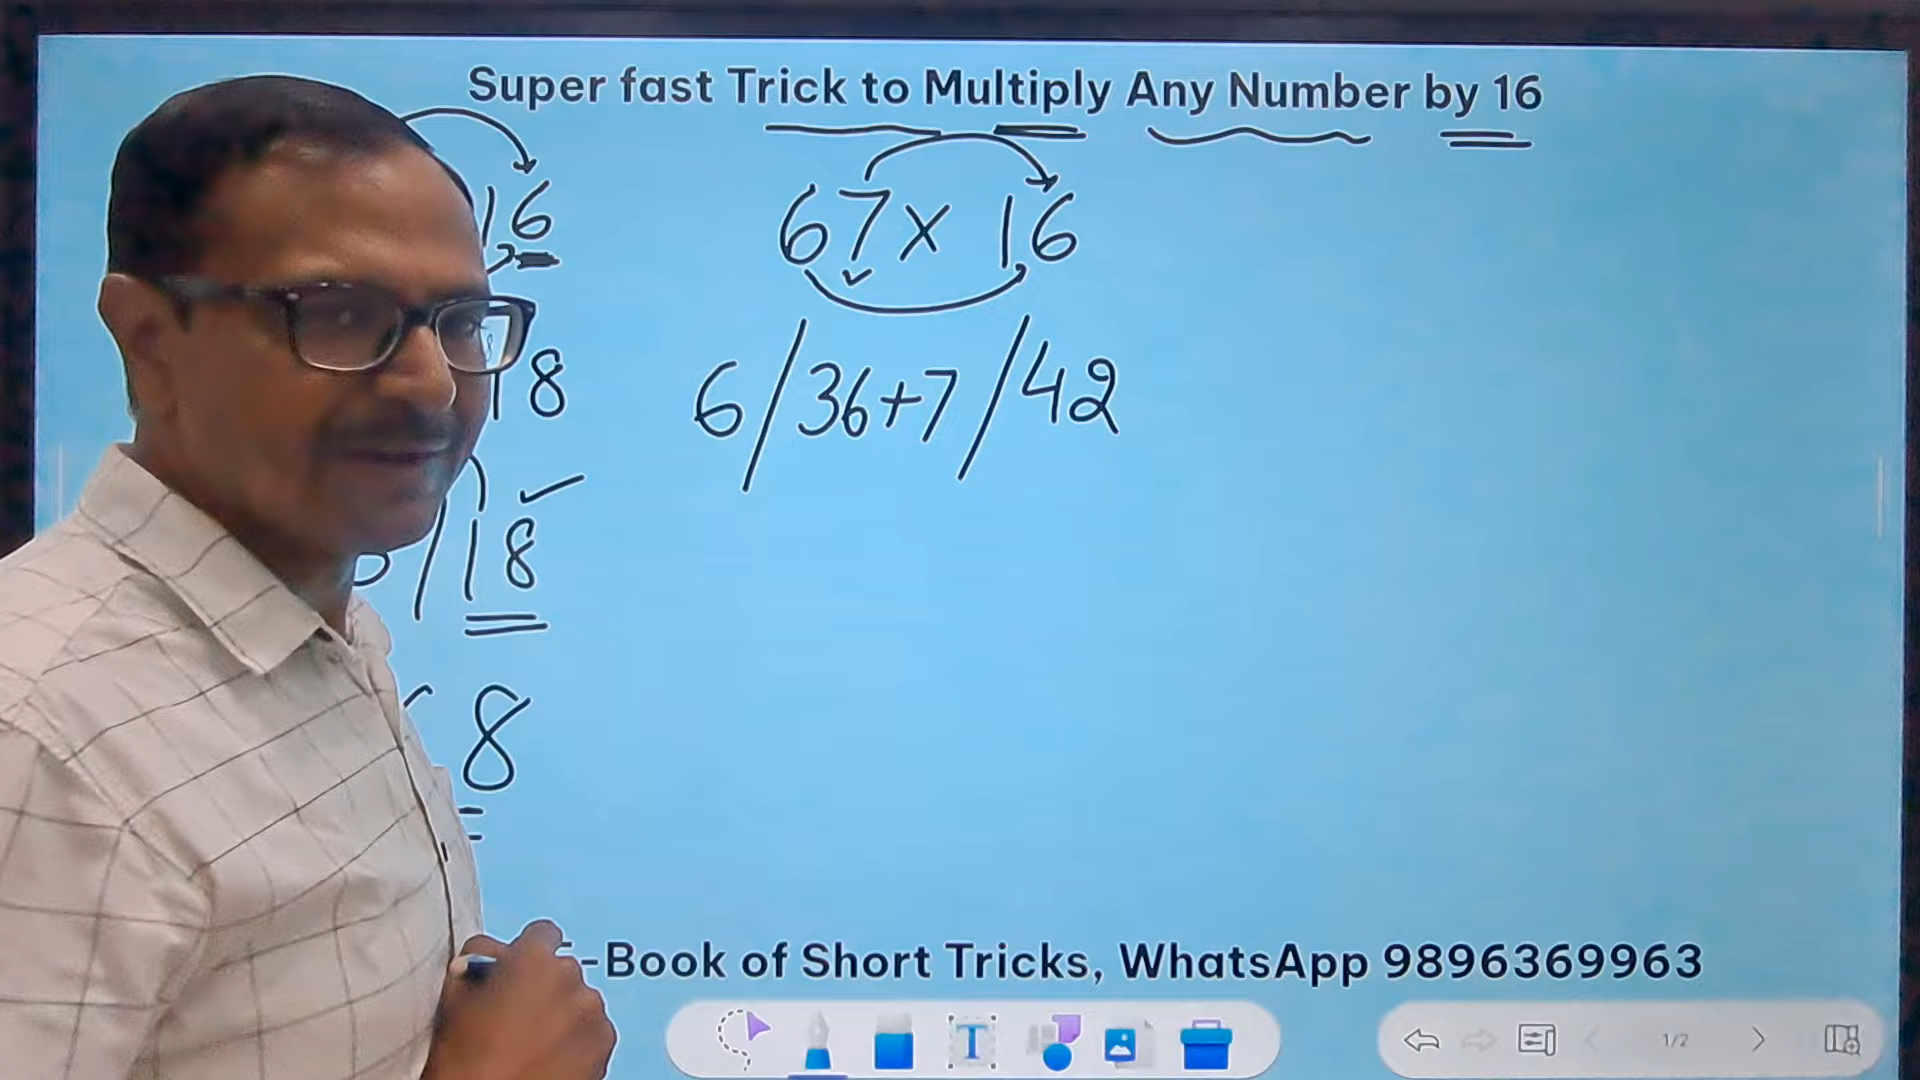 Super fast Trick to Multiply Any Number by 16
16
67 × 16
8
6/36+7/42
/18
8
-Book of Short Tricks, WhatsApp 9896369963
T
1/2